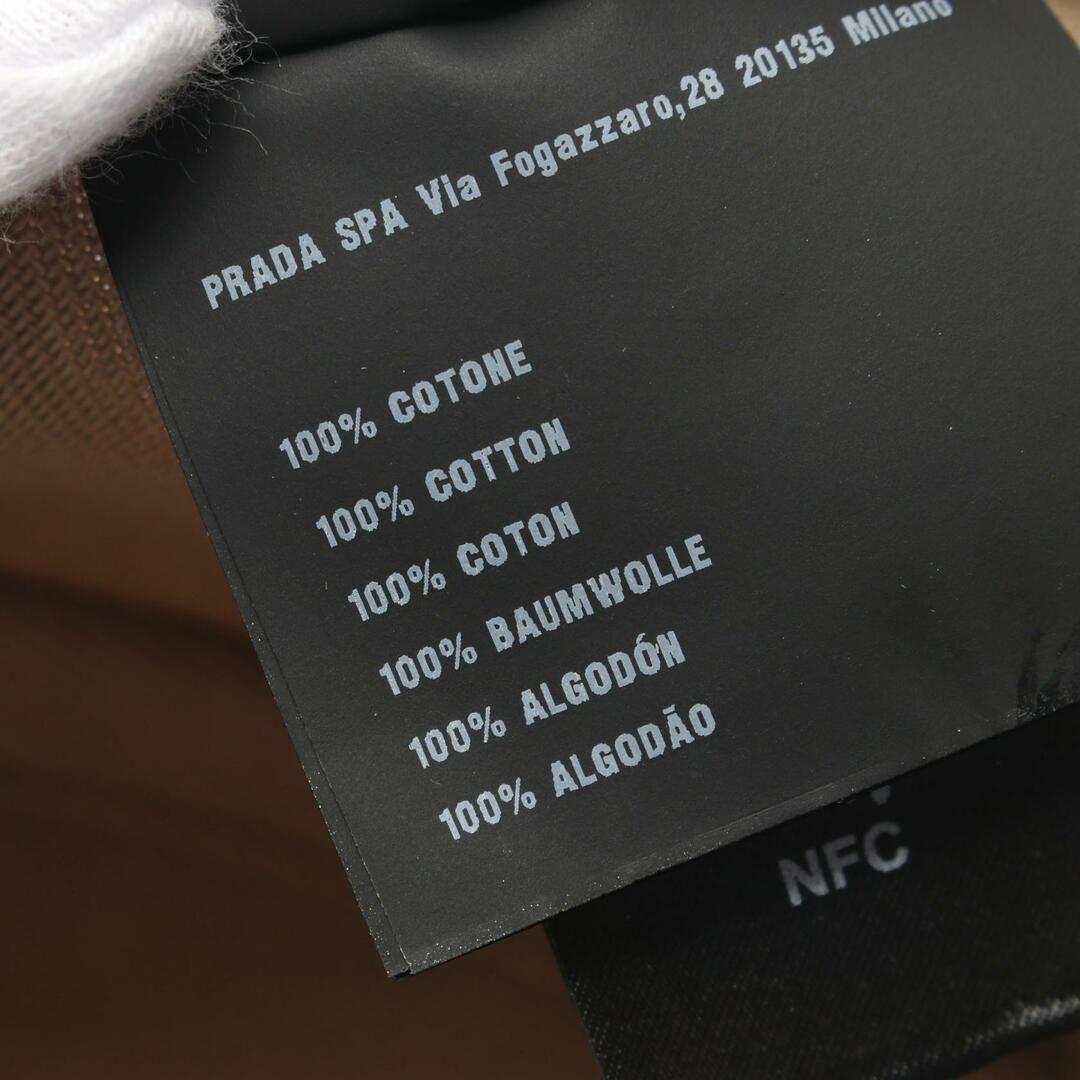 PRADA SPA Via Fogazzaro,28 20135 Milano
100% COTONE
100% COTTON
100% COTON
100% BAUMWOLLE
100% ALGODÓN
100% ALGODÃO
NFC